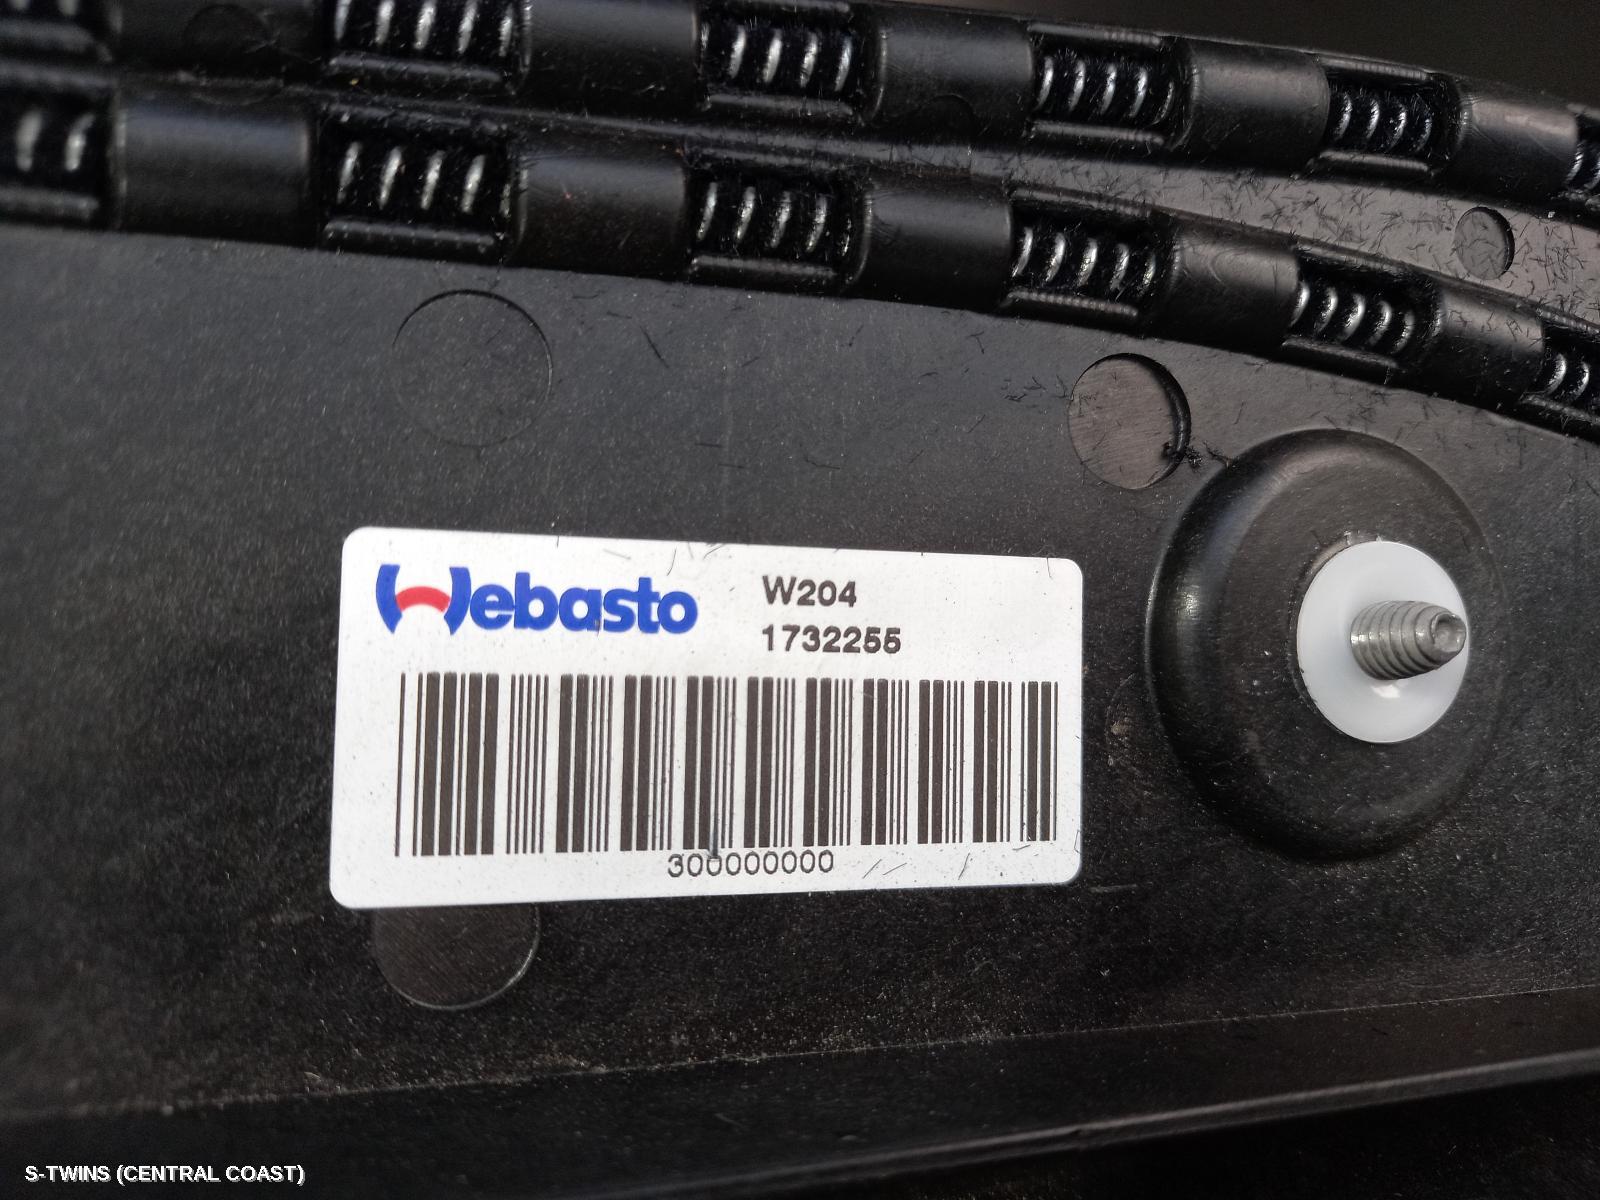 Webasto
W204
1732255
300000000
S-TWINS (CENTRAL COAST)